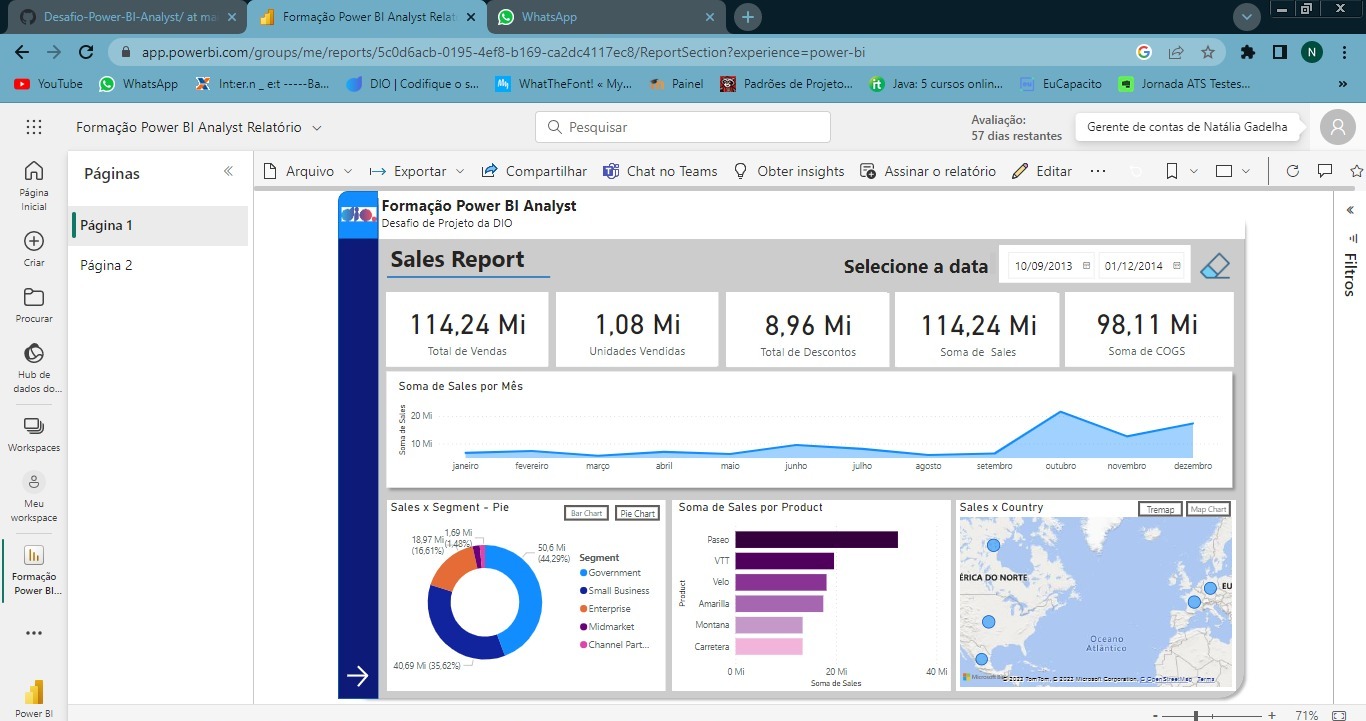 Desafio-Power-BI-Analyst/ at ma
Formação Power BI Analyst Relat
WhatsApp
app.powerbi.com/groups/me/reports/5c0d6acb-0195-4ef8-b169-ca2dc4117ec8/ReportSection?experience=power-bi
N
YouTube
WhatsApp
Int:er.n _ e:t -----Ba...
DIO | Codifique o s...
WhatTheFont! « My...
Painel
Padrões de Projeto...
Java: 5 cursos onlin...
EuCapacito
Jornada ATS Testes...
»
Formação Power BI Analyst Relatório
Pesquisar
Avaliação:
57 dias restantes
Gerente de contas de Natália Gadelha
Página
Inicial
Criar
Procurar
Hub de
dados do...
Workspaces
Meu
workspace
Formação
Power BI...
Power BI
Páginas
Página 1
Página 2
Arquivo
Exportar
Compartilhar
Chat no Teams
Obter insights
Assinar o relatório
Editar
Filtros
dio.
Formação Power BI Analyst
Desafio de Projeto da DIO
Sales Report
Selecione a data
10/09/2013
01/12/2014
114,24 Mi
Total de Vendas
1,08 Mi
Unidades Vendidas
8,96 Mi
Total de Descontos
114,24 Mi
Soma de Sales
98,11 Mi
Soma de COGS
Soma de Sales por Mês
Soma de Sales
20 Mi
10 Mi
janeiro fevereiro março abril maio junho julho agosto setembro outubro novembro dezembro
Sales x Segment - Pie
Bar Chart
Pie Chart
1,69 Mi
(1,48%)
18,97 Mi
(16,61%)
50,6 Mi
(44,29%)
40,69 Mi (35,62%)
Segment
Government
Small Business
Enterprise
Midmarket
Channel Part...
Soma de Sales por Product
Product
Paseo
VTT
Velo
Amarilla
Montana
Carretera
0 Mi 20 Mi 40 Mi
Soma de Sales
Sales x Country
Tremap
Map Chart
ÉRICA DO NORTE
EU
Oceano
Atlântico
© 2023 TomTom, © 2023 Microsoft Corporation, © OpenStreetMap Terms
71%